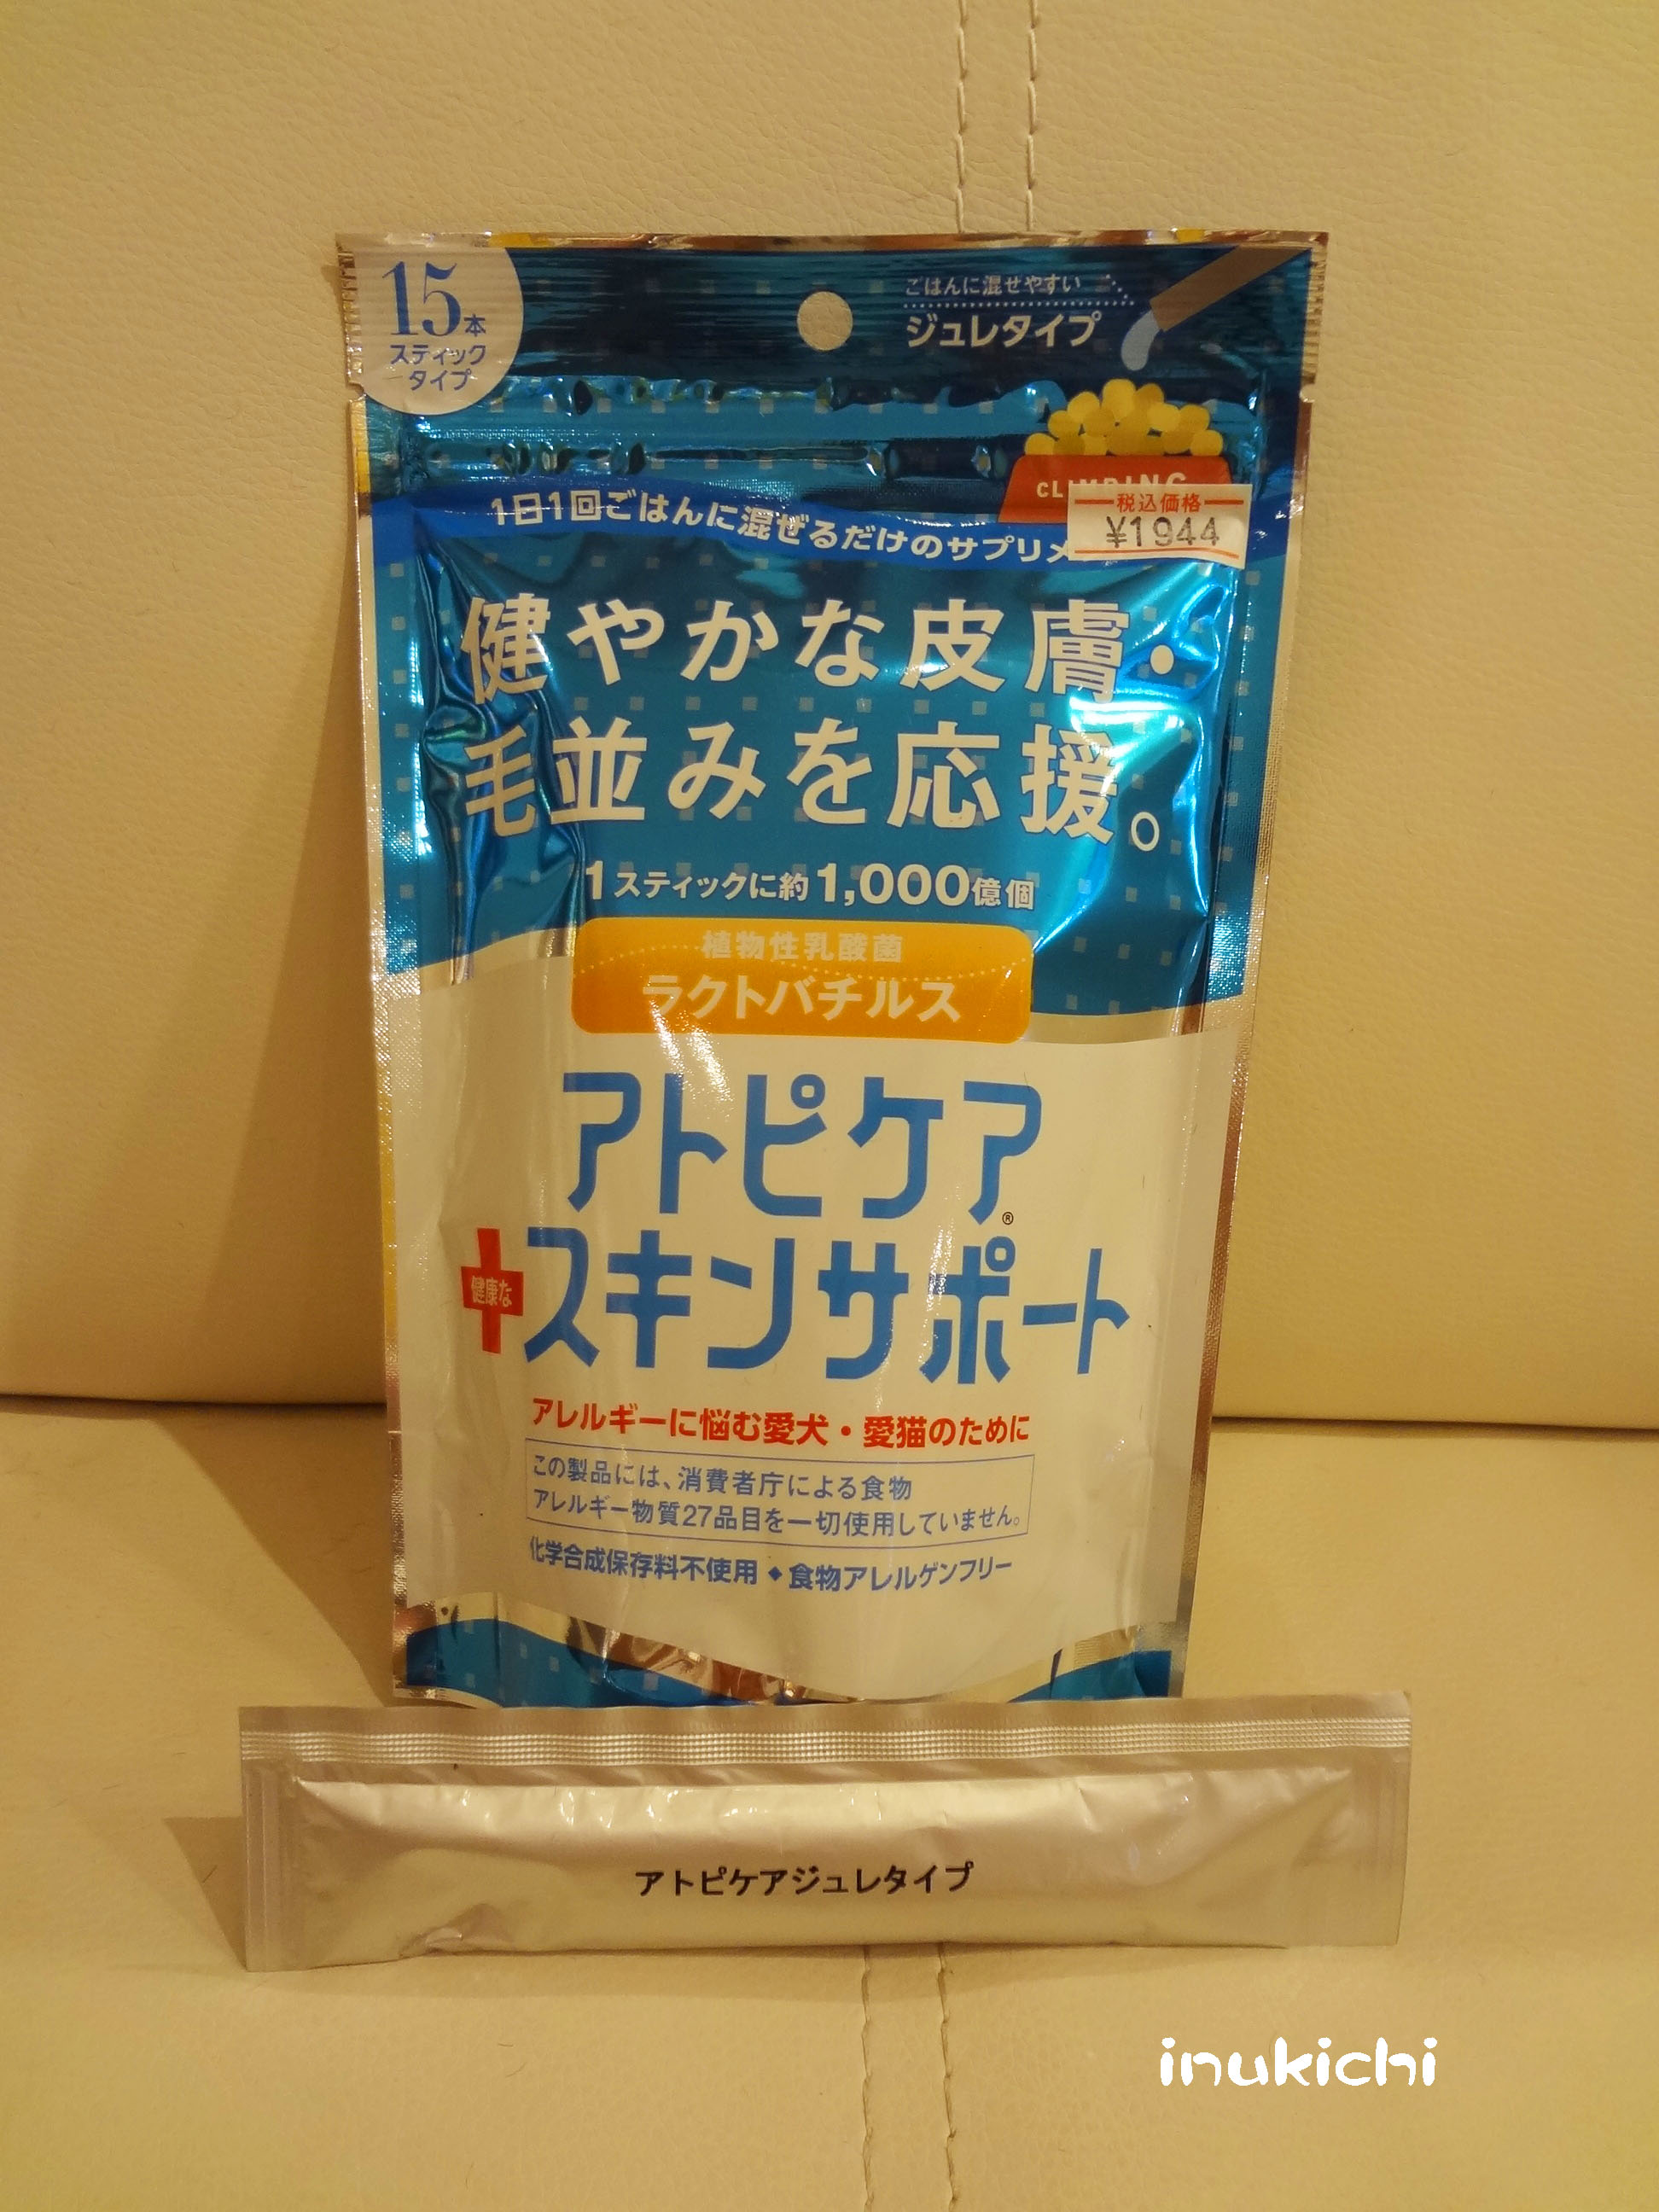 15本
スティック
タイプ
ごはんに混ぜやすい
ジュレタイプ
税込価格
¥1944
1日1回ごはんに混ぜるだけのサプリメ
健やかな皮膚・
毛並みを応援。
1スティックに約1,000億個
植物性乳酸菌
ラクトバチルス
アトピケア®
健康な
スキンサポート
アレルギーに悩む愛犬・愛猫のために
この製品には、消費者庁による食物
アレルギー物質27品目を一切使用していません。
化学合成保存料不使用◆食物アレルゲンフリー
アトピケアジュレタイプ
inukichi